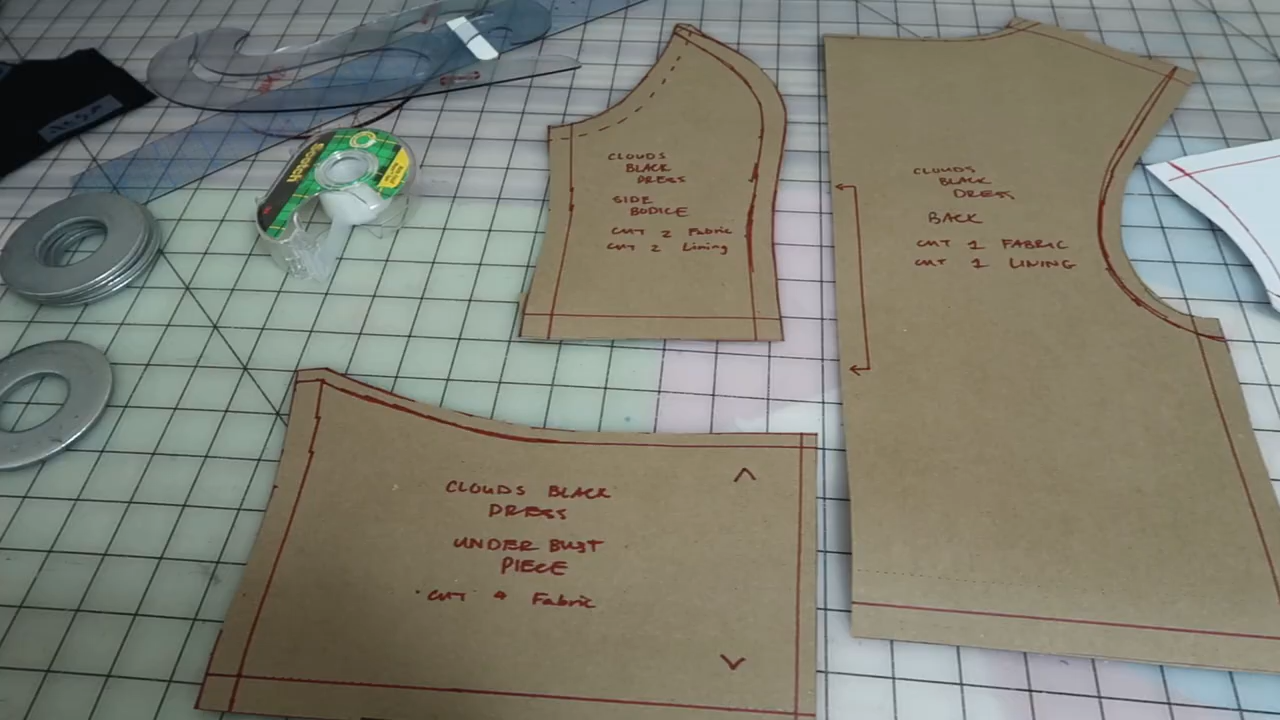 Scotch
CLOUDS
BLACK
DRESS
SIDE
BODICE
CUT 2 Fabric
CUT 2 Lining
CLOUDS
BLACK
DRESS
BACK
CUT 1 FABRIC
CUT 1 LINING
CLOUDS BLACK
DRESS
UNDER BUST
PIECE
CUT 4 Fabric